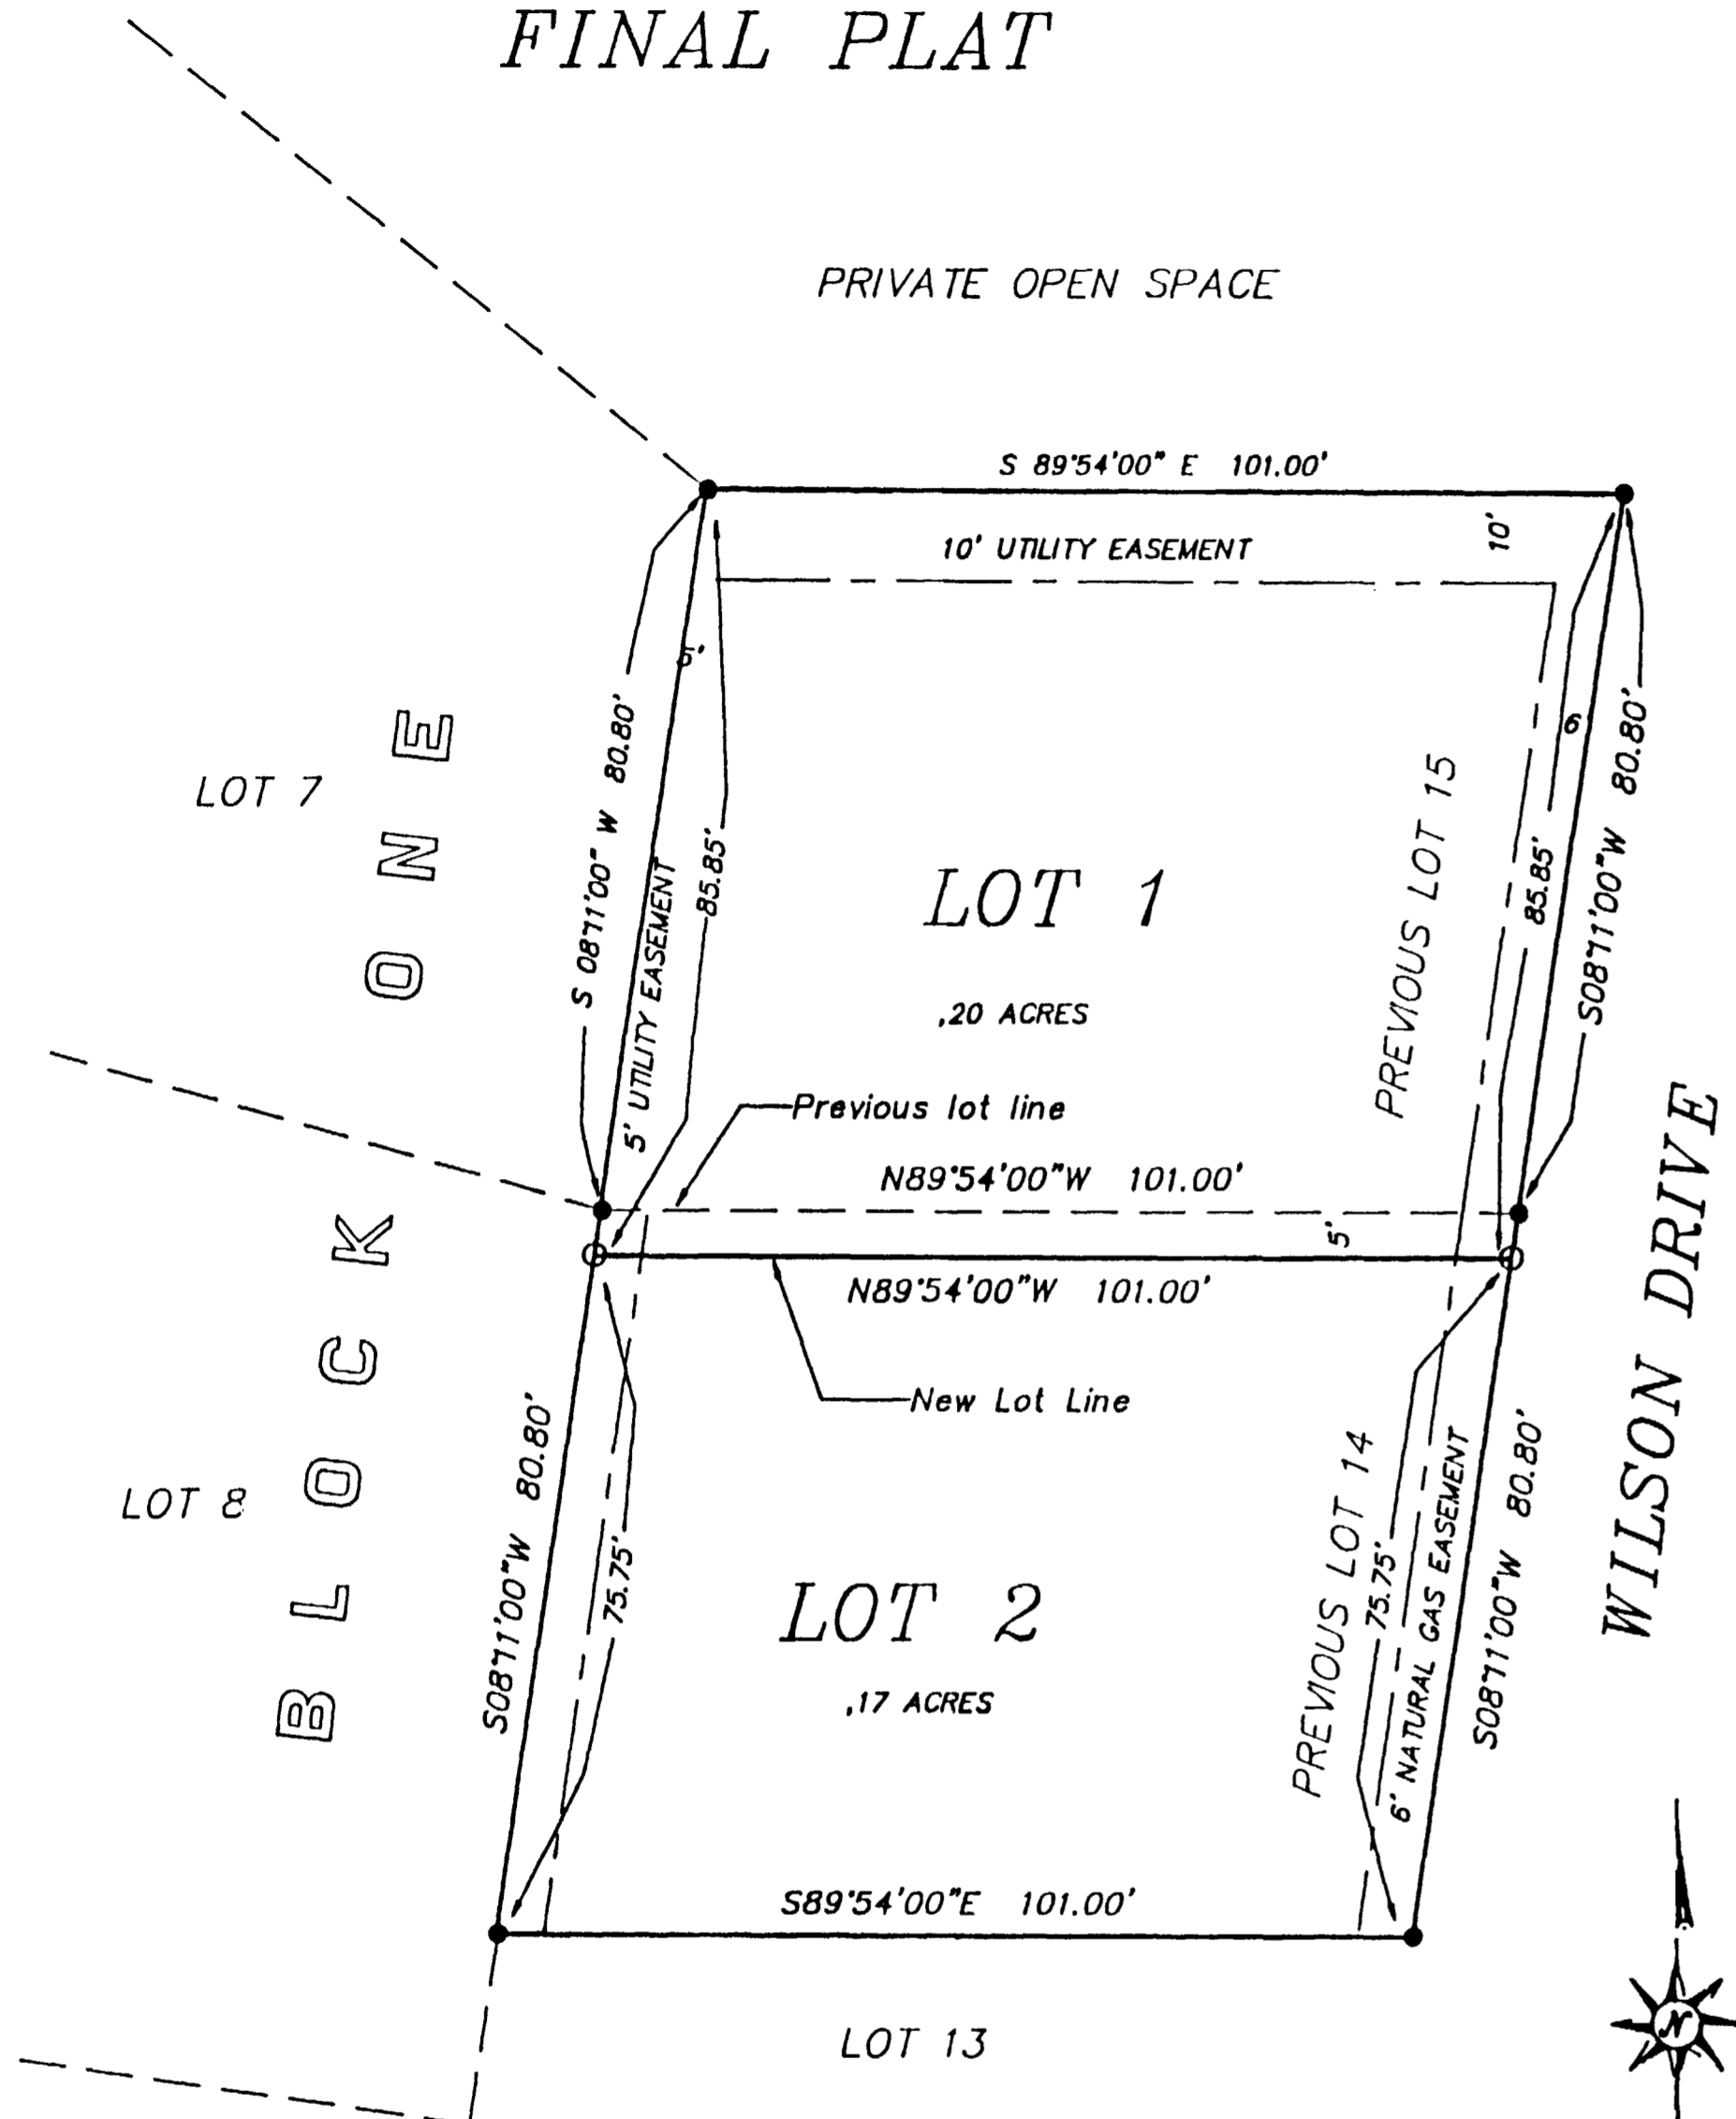 FINAL PLAT
PRIVATE OPEN SPACE
S 89°54'00" E 101.00'
10' UTILITY EASEMENT
10'
5'
S 08°11'00" W 80.80'
85.85'
5' UTILITY EASEMENT
LOT 7
BLOCK ONE
LOT 1
.20 ACRES
PREVIOUS LOT 15
6'
85.85'
S08°11'00"W 80.80'
Previous lot line
N89°54'00"W 101.00'
5'
N89°54'00"W 101.00'
New Lot Line
WILSON DRIVE
LOT 8
S08°11'00"W 80.80'
75.75'
LOT 2
.17 ACRES
PREVIOUS LOT 14
75.75'
6' NATURAL GAS EASEMENT
S08°11'00"W 80.80'
S89°54'00"E 101.00'
LOT 13
N